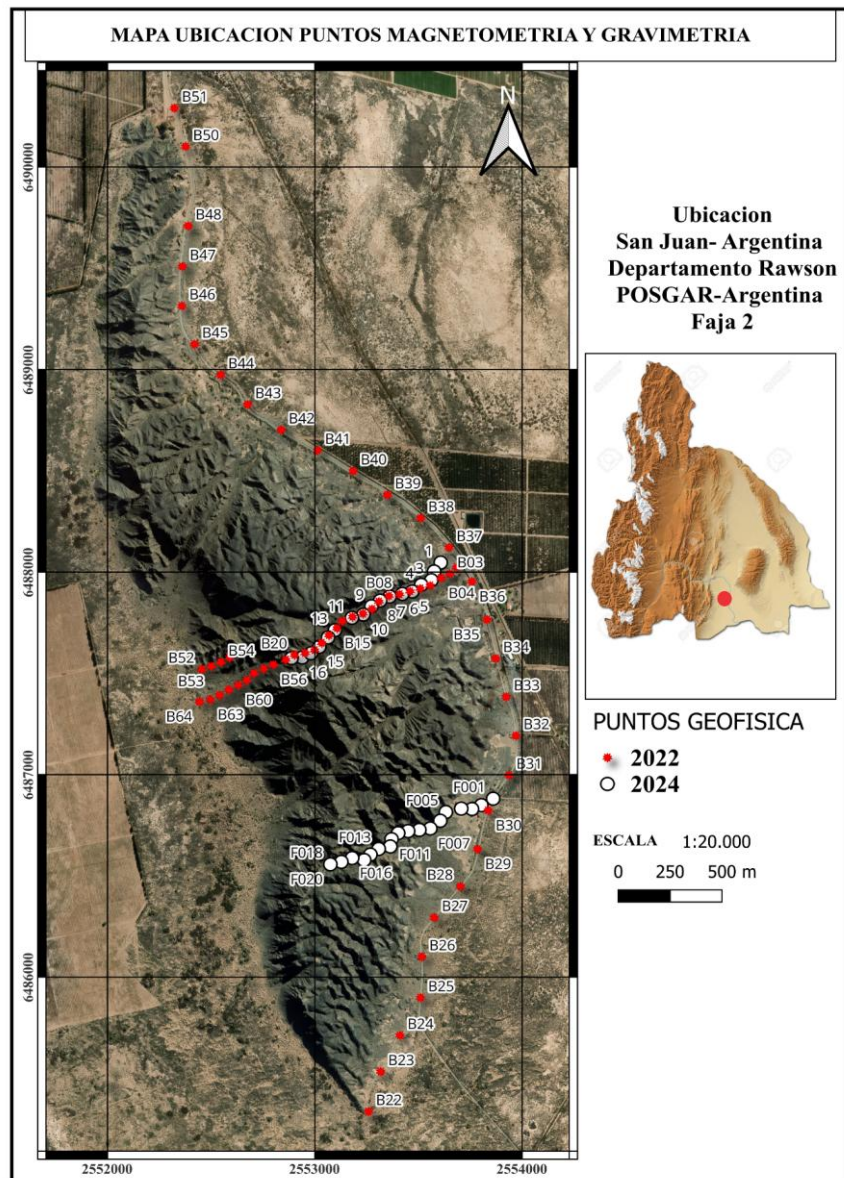 MAPA UBICACION PUNTOS MAGNETOMETRIA Y GRAVIMETRIA
N
B51
B50
B48
B47
B46
B45
B44
B43
B42
B41
B40
B39
B38
B37
1
B03
3
4
B04
B36
B08
9
65
7
8
11
13
10
B35
B15
B20
B54
B52
B34
15
B53
B56
16
B60
B33
B64
B63
B32
B31
F001
F005
B30
F013
F007
F018
F011
B29
F020
F016
B28
B27
B26
B25
B24
B23
B22
6490000
6489000
6488000
6487000
6486000
2552000
2553000
2554000
Ubicacion
San Juan- Argentina
Departamento Rawson
POSGAR-Argentina
Faja 2
PUNTOS GEOFISICA
2022
2024
ESCALA 1:20.000
0 250 500 m